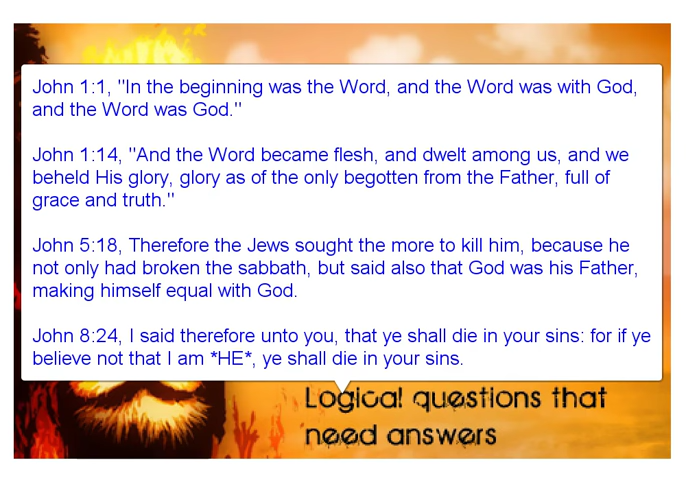 John 1:1, "In the beginning was the Word, and the Word was with God,
and the Word was God."
John 1:14, "And the Word became flesh, and dwelt among us, and we
beheld His glory, glory as of the only begotten from the Father, full of
grace and truth."
John 5:18, Therefore the Jews sought the more to kill him, because he
not only had broken the sabbath, but said also that God was his Father,
making himself equal with God.
John 8:24, I said therefore unto you, that ye shall die in your sins: for if ye
believe not that I am *HE*, ye shall die in your sins.
Logical questions that
need answers